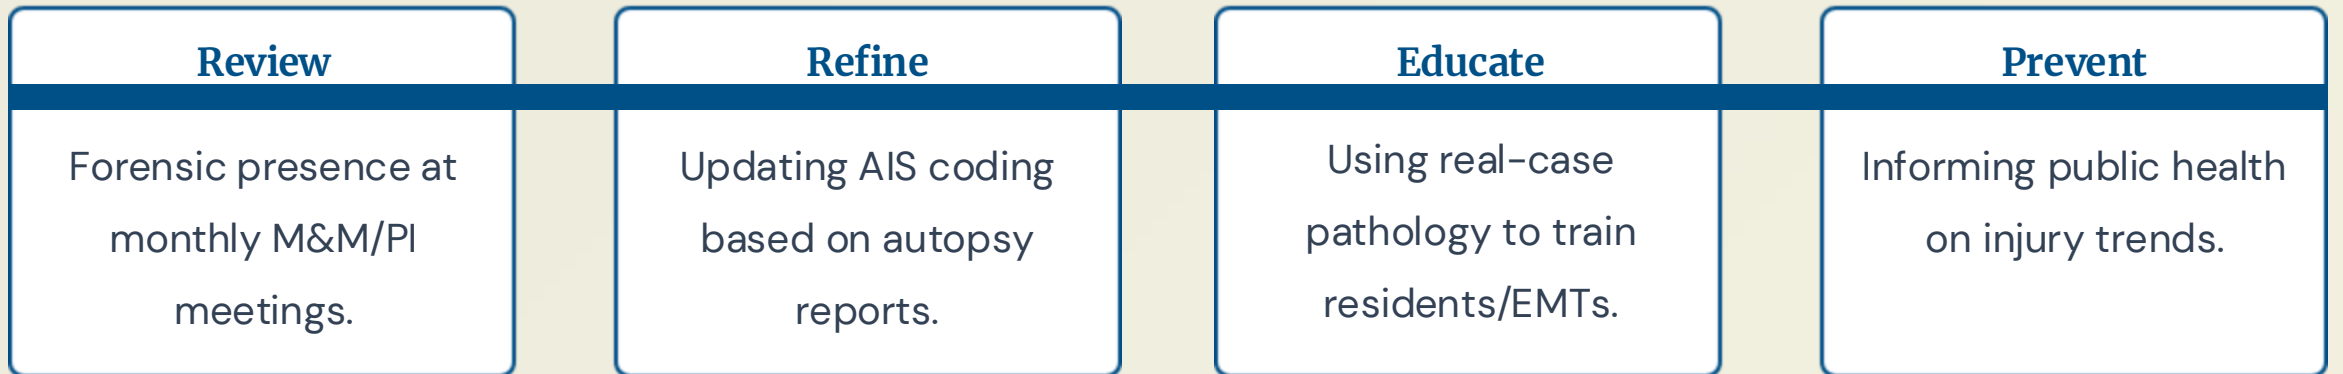 Review
Forensic presence at
monthly M&M/PI
meetings.
Refine
Updating AIS coding
based on autopsy
reports.
Educate
Using real-case
pathology to train
residents/EMTs.
Prevent
Informing public health
on injury trends.